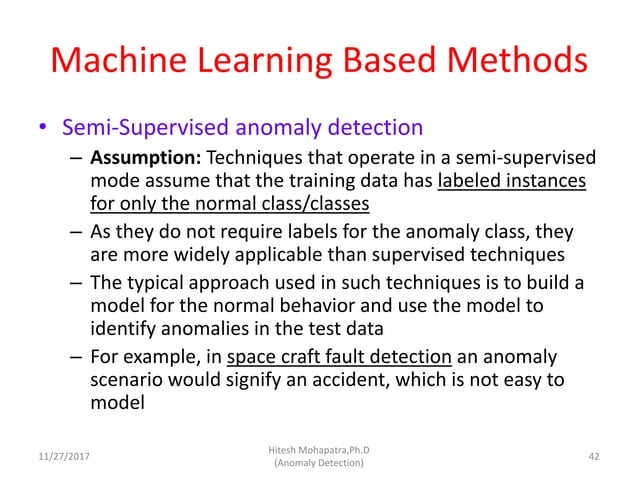 Machine Learning Based Methods
• Semi-Supervised anomaly detection
– Assumption: Techniques that operate in a semi-supervised
mode assume that the training data has labeled instances
for only the normal class/classes
– As they do not require labels for the anomaly class, they
are more widely applicable than supervised techniques
– The typical approach used in such techniques is to build a
model for the normal behavior and use the model to
identify anomalies in the test data
– For example, in space craft fault detection an anomaly
scenario would signify an accident, which is not easy to
model
11/27/2017
Hitesh Mohapatra,Ph.D
(Anomaly Detection)
42